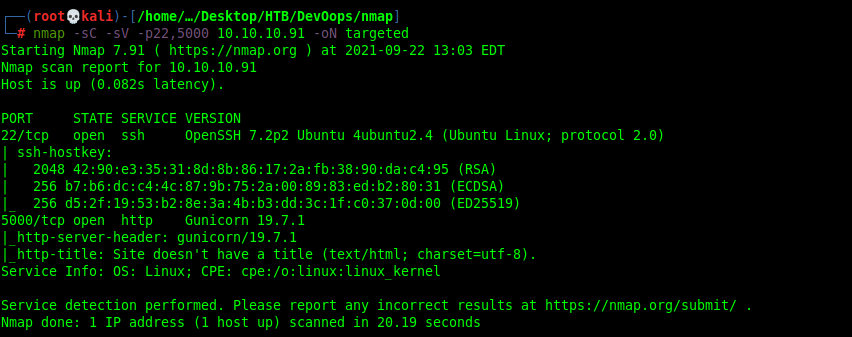 ┌──(root💀kali)-[/home/…/Desktop/HTB/DevOops/nmap]
└─# nmap -sC -sV -p22,5000 10.10.10.91 -oN targeted
Starting Nmap 7.91 ( https://nmap.org ) at 2021-09-22 13:03 EDT
Nmap scan report for 10.10.10.91
Host is up (0.082s latency).

PORT     STATE SERVICE VERSION
22/tcp   open  ssh     OpenSSH 7.2p2 Ubuntu 4ubuntu2.4 (Ubuntu Linux; protocol 2.0)
| ssh-hostkey:
|   2048 42:90:e3:35:31:8d:8b:86:17:2a:fb:38:90:da:c4:95 (RSA)
|   256 b7:b6:dc:c4:4c:87:9b:75:2a:00:89:83:ed:b2:80:31 (ECDSA)
|_  256 d5:2f:19:53:b2:8e:3a:4b:b3:dd:3c:1f:c0:37:0d:00 (ED25519)
5000/tcp open  http    Gunicorn 19.7.1
|_http-server-header: gunicorn/19.7.1
|_http-title: Site doesn't have a title (text/html; charset=utf-8).
Service Info: OS: Linux; CPE: cpe:/o:linux:linux_kernel

Service detection performed. Please report any incorrect results at https://nmap.org/submit/ .
Nmap done: 1 IP address (1 host up) scanned in 20.19 seconds